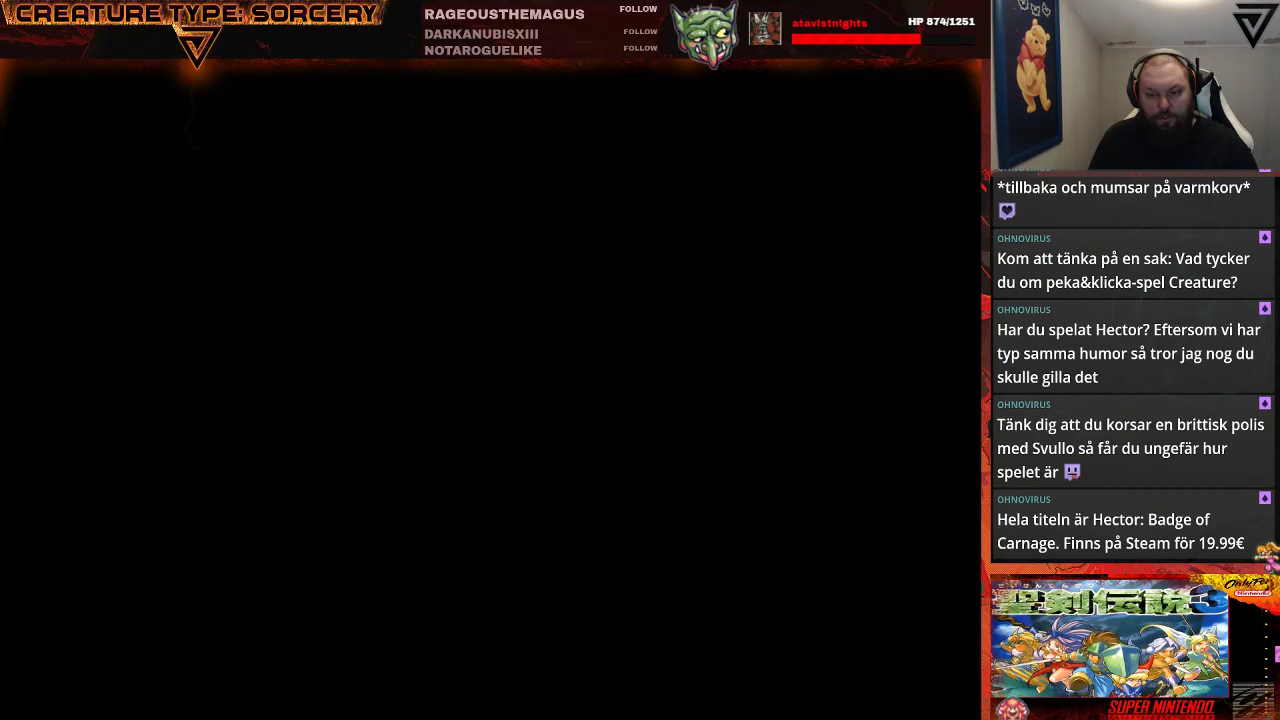 CREATURE TYPE: SORCERY
RAGEOUSTHEMAGUS FOLLOW
DARKANUBISXIII FOLLOW
NOTAROGUELIKE FOLLOW
atavistnights HP 874/1251
*tillbaka och mumsar på varmkorv*
OHNOVIRUS
Kom att tänka på en sak: Vad tycker
du om peka&klicka-spel Creature?
OHNOVIRUS
Har du spelat Hector? Eftersom vi har
typ samma humor så tror jag nog du
skulle gilla det
OHNOVIRUS
Tänk dig att du korsar en brittisk polis
med Svullo så får du ungefär hur
spelet är
OHNOVIRUS
Hela titeln är Hector: Badge of
Carnage. Finns på Steam för 19.99€
Only For
Nintendo
聖剣伝説3
SUPER NINTENDO